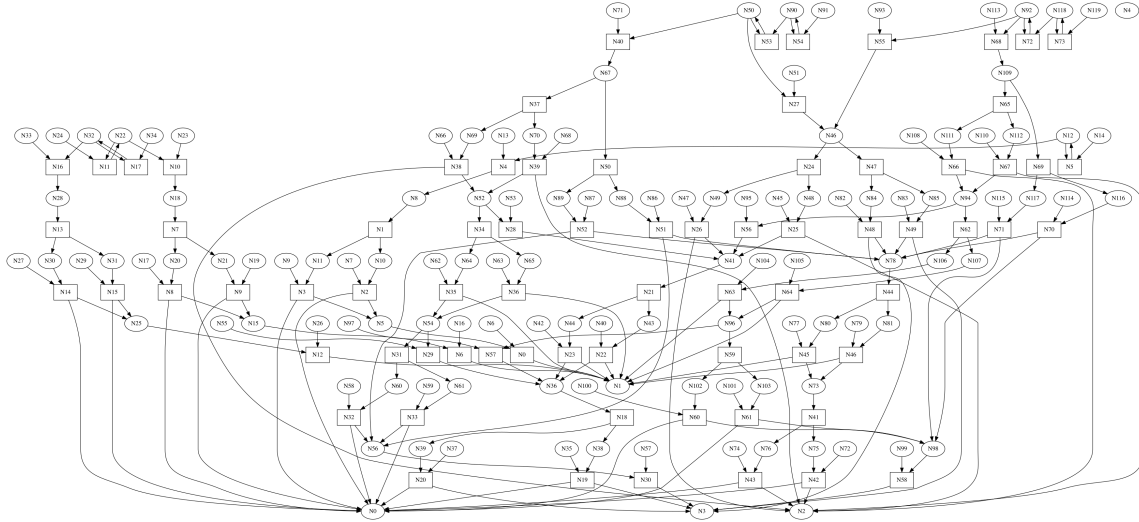 N71 N50 N90 N91 N93 N113 N92 N118 N119 N4
N40 N53 N54 N55 N68 N72 N73
N67 N51 N109
N37 N27 N65
N33 N24 N32 N22 N34 N23 N66 N69 N13 N70 N68 N46 N108 N111 N110 N112 N12 N14
N16 N11 N17 N10 N38 N4 N39 N50 N24 N47 N66 N67 N69 N5
N28 N18 N8 N52 N53 N89 N87 N88 N86 N47 N49 N95 N45 N48 N82 N84 N83 N85 N94 N115 N117 N114 N116
N13 N7 N1 N34 N28 N52 N51 N26 N56 N25 N48 N49 N62 N71 N70
N27 N30 N29 N31 N17 N20 N21 N19 N9 N11 N7 N10 N62 N64 N63 N65 N41 N104 N105 N78 N106 N107
N14 N15 N8 N9 N3 N2 N35 N36 N21 N63 N64 N44
N25 N55 N15 N26 N97 N5 N54 N16 N6 N42 N44 N40 N43 N96 N77 N80 N79 N81
N12 N31 N29 N6 N57 N0 N23 N22 N59 N45 N46
N58 N60 N59 N61 N36 N100 N1 N102 N101 N103 N73
N32 N33 N18 N60 N61 N41
N56 N39 N37 N35 N38 N57 N74 N76 N75 N72 N99 N98
N20 N19 N30 N43 N42 N58
N0 N3 N2